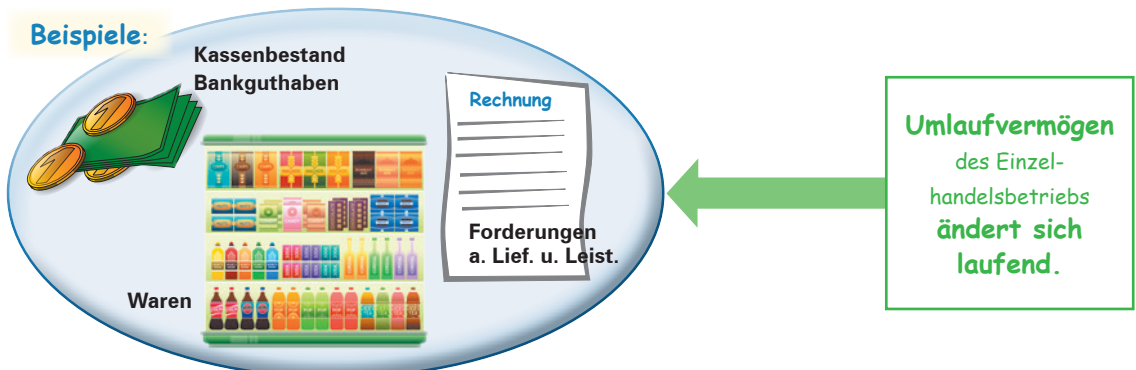 Beispiele:
Kassenbestand
Bankguthaben
Rechnung
Forderungen
a. Lief. u. Leist.
Waren
Umlaufvermögen
des Einzel-
handelsbetriebs
ändert sich
laufend.